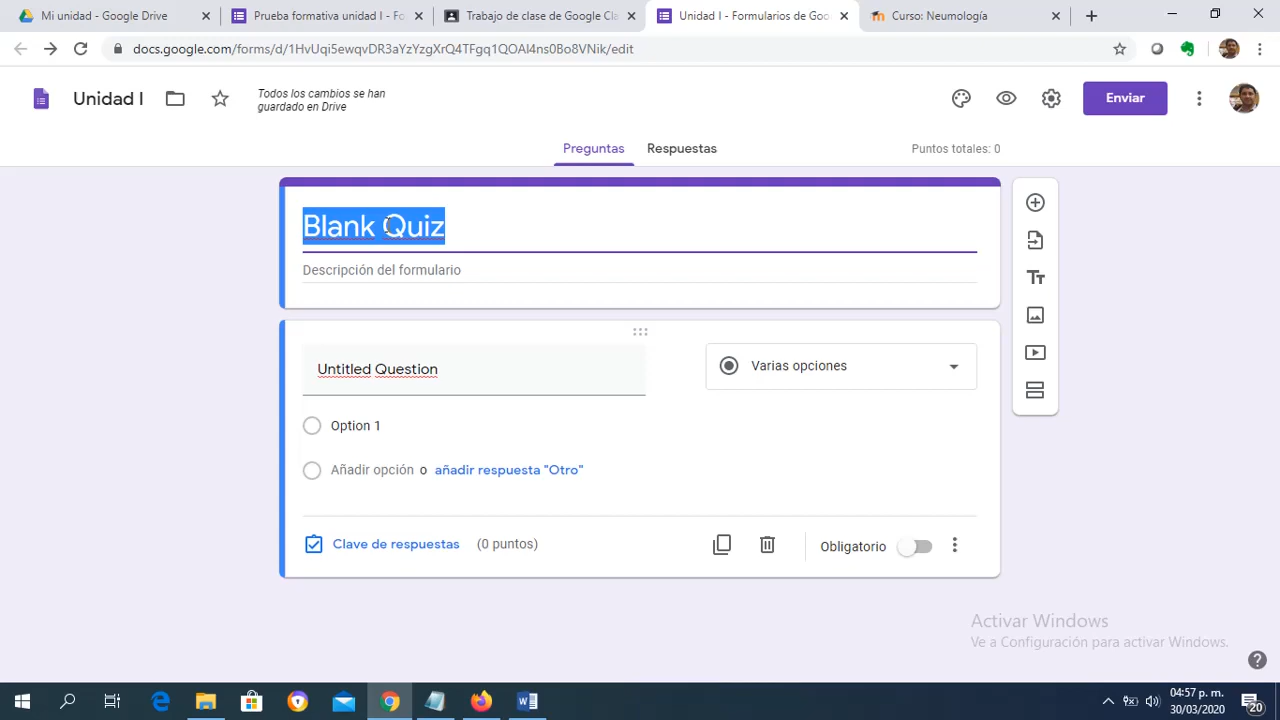 Mi unidad - Google Drive
Prueba formativa unidad I -
Trabajo de clase de Google Cla
Unidad I - Formularios de Goo
Curso: Neumología
docs.google.com/forms/d/1HvUqi5ewqvDR3aYzYzgXrQ4TFgq1QOAl4ns0Bo8VNik/edit
Unidad I
Todos los cambios se han
guardado en Drive
Enviar
Preguntas
Respuestas
Puntos totales: 0
Blank Quiz
Descripción del formulario
Untitled Question
Varias opciones
Option 1
Añadir opción o añadir respuesta "Otro"
Clave de respuestas (0 puntos)
Obligatorio
Activar Windows
Ve a Configuración para activar Windows.
04:57 p. m.
30/03/2020
20